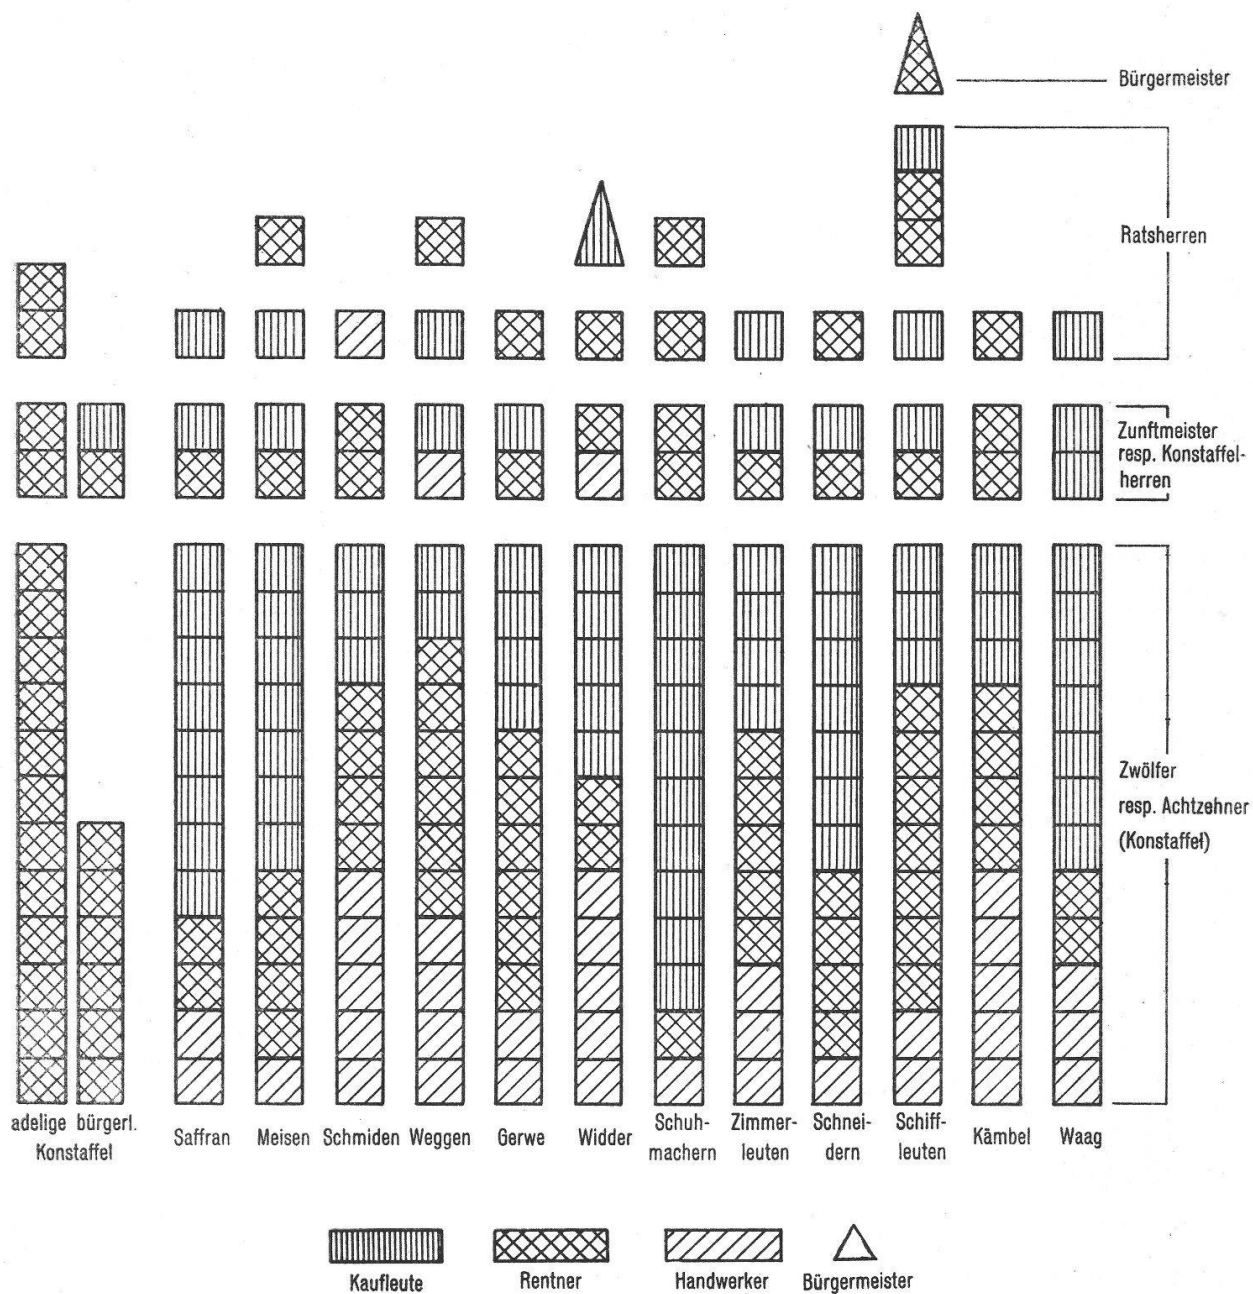 Bürgermeister
Ratsherren
Zunftmeister
resp. Konstaffel-
herren
Zwölfer
resp. Achtzehner
(Konstaffel)
adelige bürgerl.
Konstaffel
Saffran
Meisen
Schmiden
Weggen
Gerwe
Widder
Schuh-
machern
Zimmer-
leuten
Schnei-
dern
Schiff-
leuten
Kämbel
Waag
Kaufleute
Rentner
Handwerker
Bürgermeister